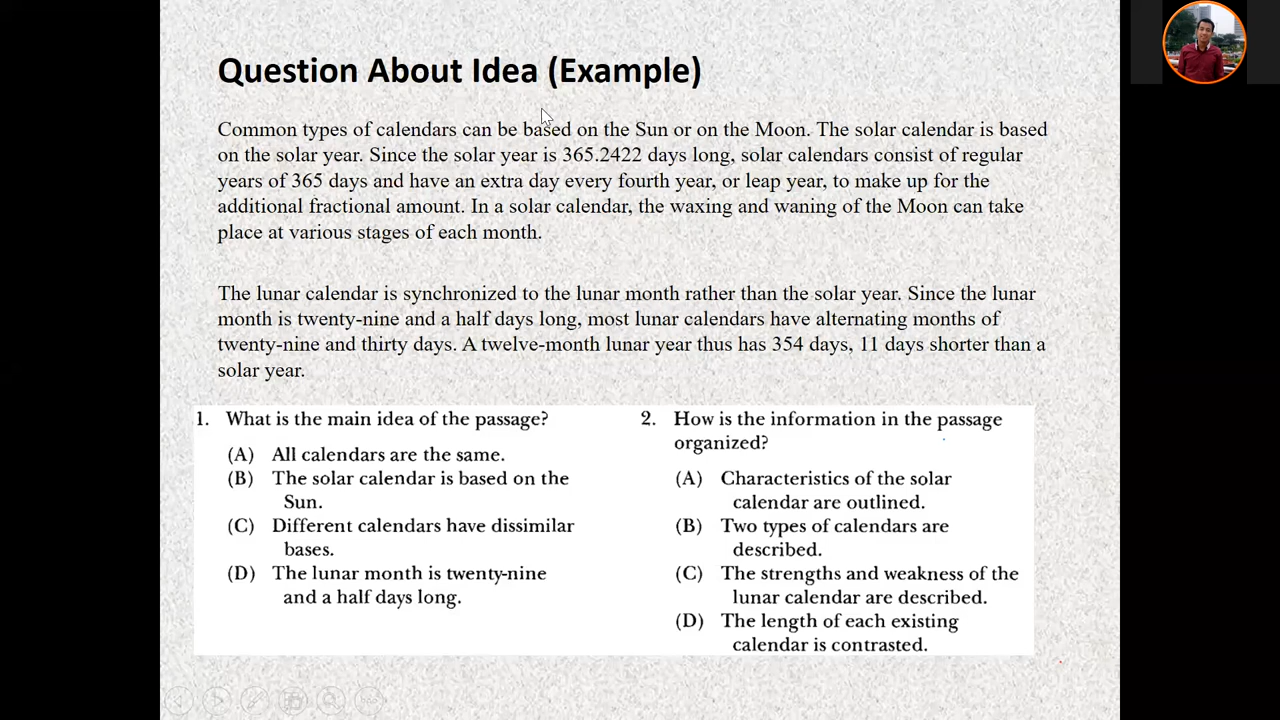 Question About Idea (Example)
Common types of calendars can be based on the Sun or on the Moon. The solar calendar is based
on the solar year. Since the solar year is 365.2422 days long, solar calendars consist of regular
years of 365 days and have an extra day every fourth year, or leap year, to make up for the
additional fractional amount. In a solar calendar, the waxing and waning of the Moon can take
place at various stages of each month.
The lunar calendar is synchronized to the lunar month rather than the solar year. Since the lunar
month is twenty-nine and a half days long, most lunar calendars have alternating months of
twenty-nine and thirty days. A twelve-month lunar year thus has 354 days, 11 days shorter than a
solar year.
1. What is the main idea of the passage?
(A) All calendars are the same.
(B) The solar calendar is based on the
Sun.
(C) Different calendars have dissimilar
bases.
(D) The lunar month is twenty-nine
and a half days long.
2. How is the information in the passage
organized?
(A) Characteristics of the solar
calendar are outlined.
(B) Two types of calendars are
described.
(C) The strengths and weakness of the
lunar calendar are described.
(D) The length of each existing
calendar is contrasted.